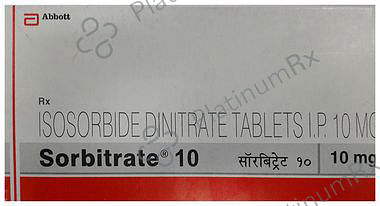 Abbott
Rx
ISOSORBIDE DINITRATE TABLETS I.P. 10 MG
Sorbitrate® 10 सॉरबिट्रेट १० 10 mg
PlatinumRx